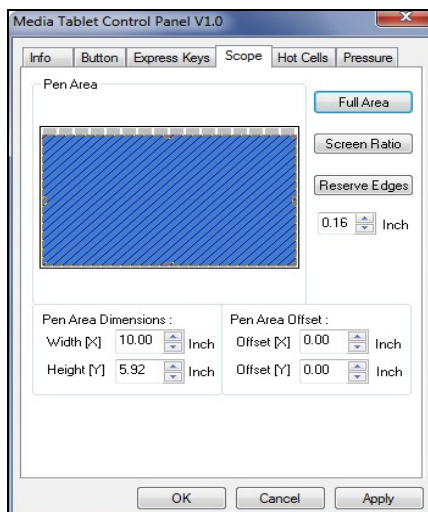 Media Tablet Control Panel V1.0
Info Button Express Keys Scope Hot Cells Pressure
Pen Area
Full Area
Screen Ratio
Reserve Edges
0.16 Inch
Pen Area Dimensions :
Width [X] 10.00 Inch
Height [Y] 5.92 Inch
Pen Area Offset :
Offset [X] 0.00 Inch
Offset [Y] 0.00 Inch
OK Cancel Apply